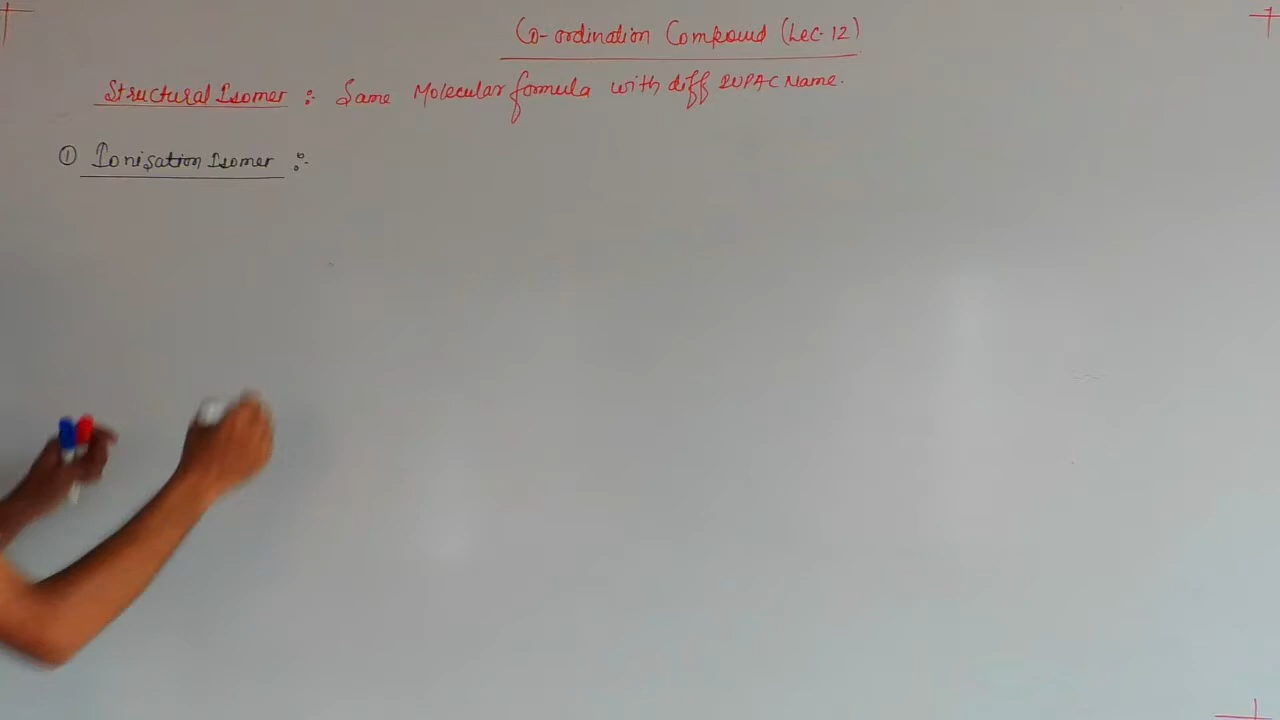 Co-ordination Compound (Lec-12)
Structural Isomer :- Same Molecular formula with diff IUPAC Name.
① Ionisation Isomer :-